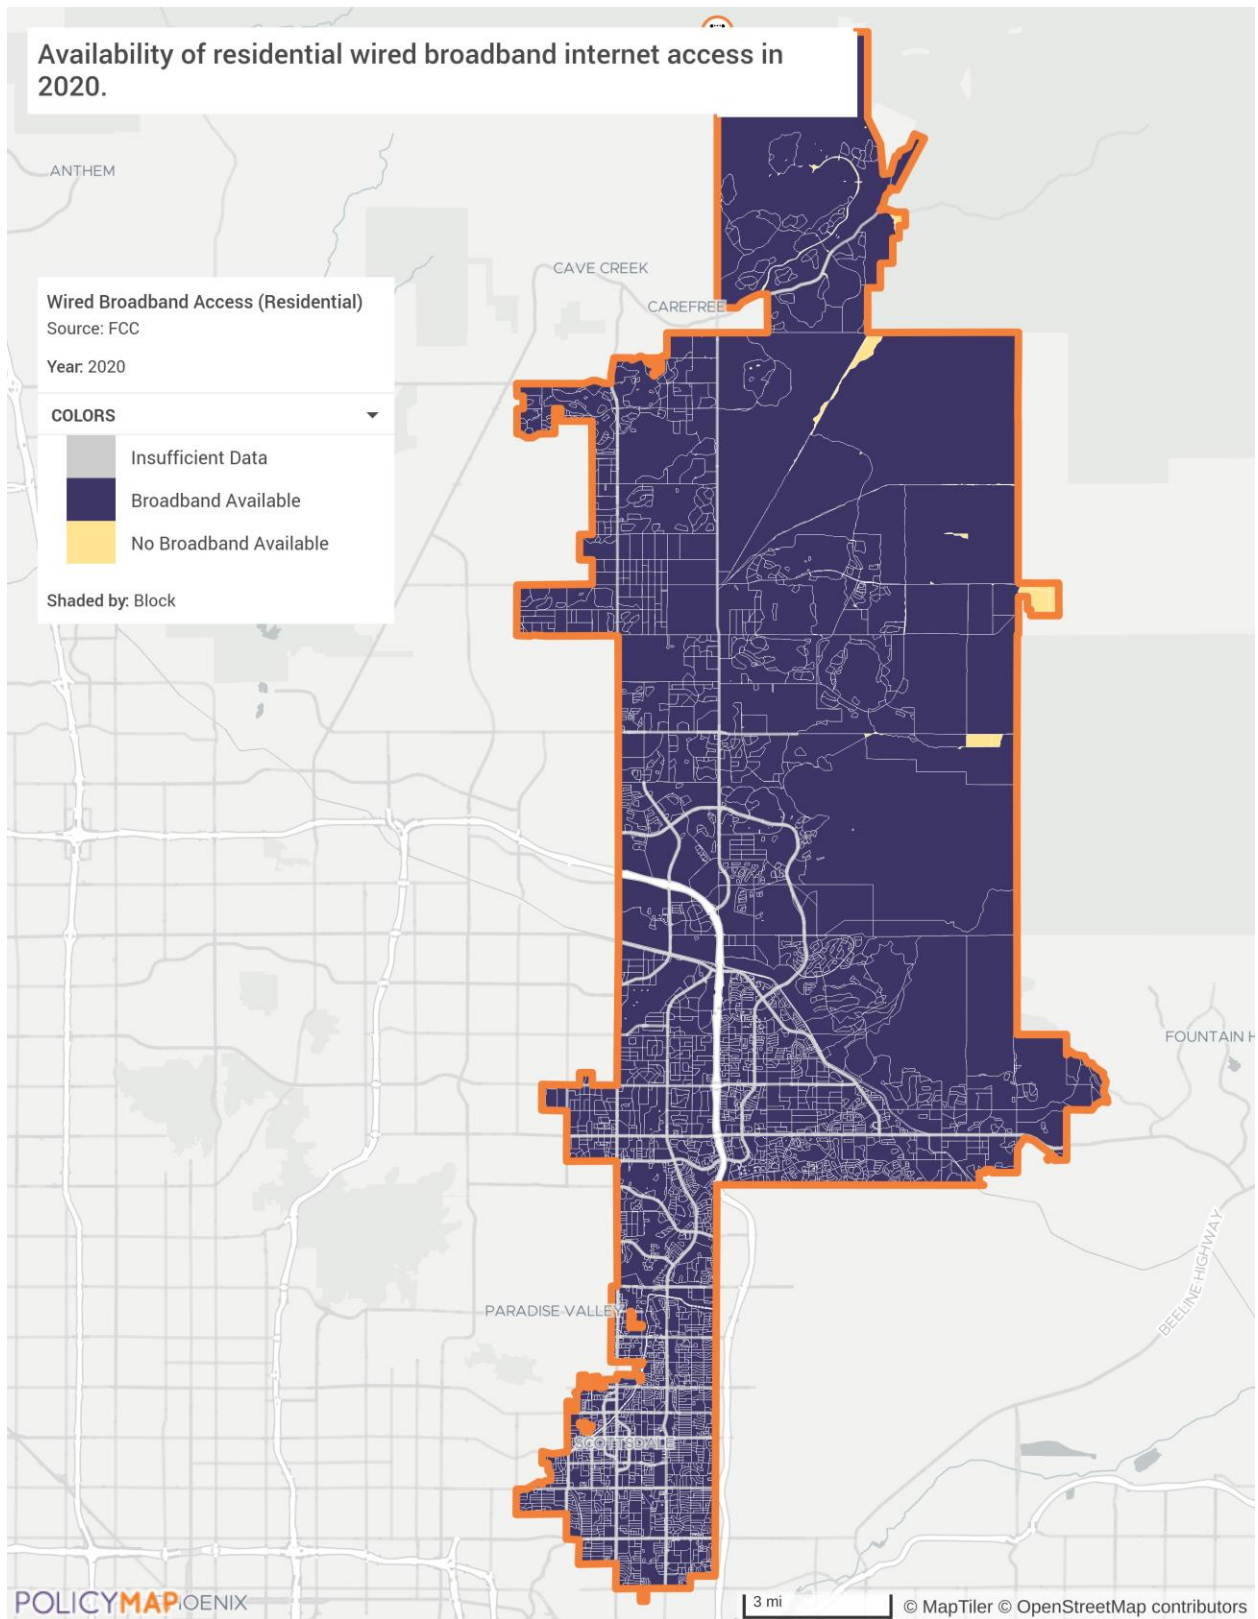 Availability of residential wired broadband internet access in
2020.
ANTHEM
CAVE CREEK
CAREFREE
Wired Broadband Access (Residential)
Source: FCC
Year: 2020
COLORS
Insufficient Data
Broadband Available
No Broadband Available
Shaded by: Block
FOUNTAIN H
BEELINE HIGHWAY
PARADISE VALLEY
SCOTTSDALE
POLICYMAP
OENIX
3 mi
© MapTiler © OpenStreetMap contributors